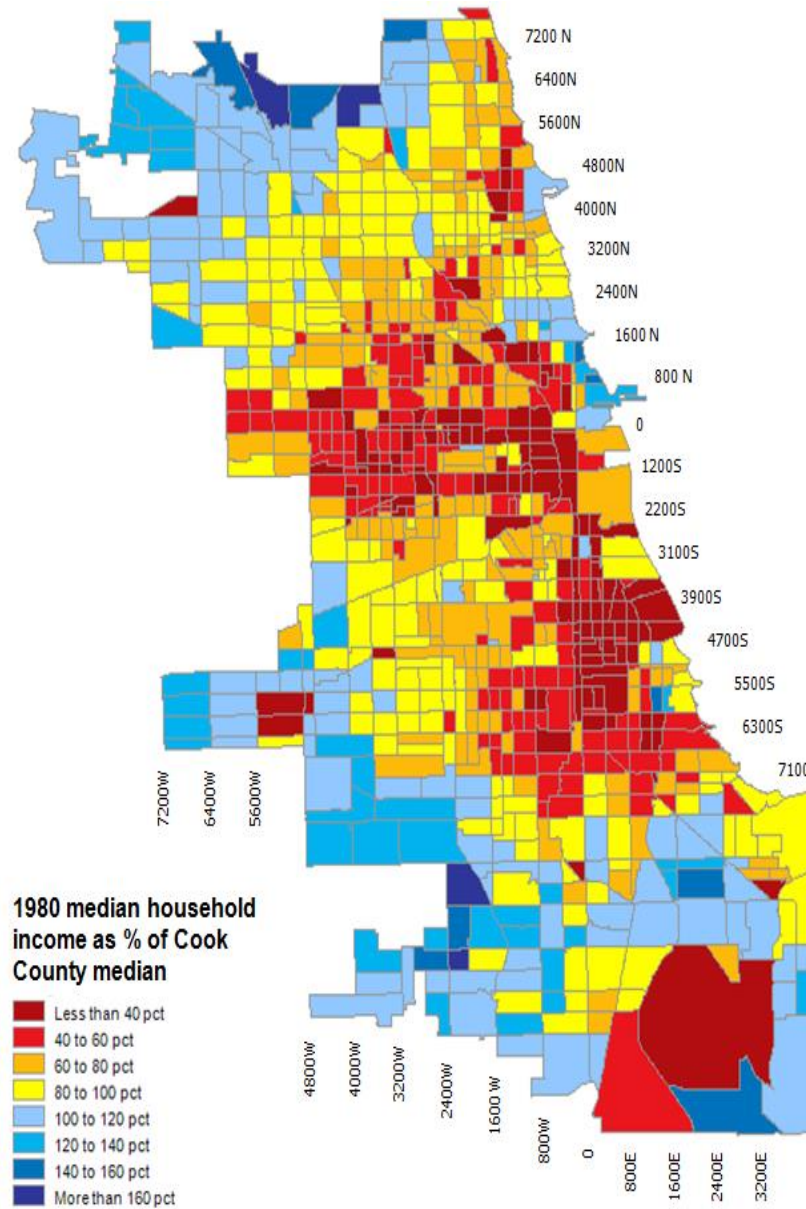 7200 N
6400N
5600N
4800N
4000N
3200N
2400N
1600 N
800 N
0
1200S
2200S
3100S
3900S
4700S
5500S
6300S
7100
7200W
6400W
5600W
1980 median household
income as % of Cook
County median
Less than 40 pct
40 to 60 pct
60 to 80 pct
80 to 100 pct
100 to 120 pct
120 to 140 pct
140 to 160 pct
More than 160 pct
4800W
4000W
3200W
2400W
1600 W
800W
0
800E
1600E
2400E
3200E